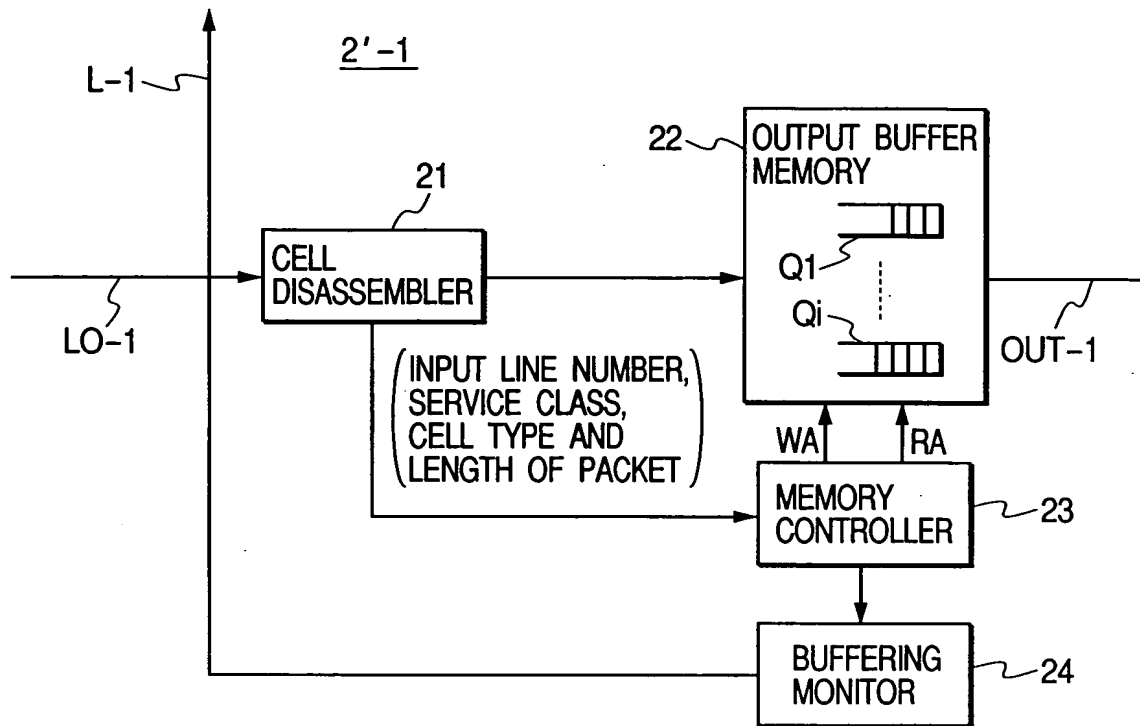 2'-1
L-1
22
OUTPUT BUFFER
MEMORY
21
CELL
DISASSEMBLER
Q1
Qi
LO-1
OUT-1
INPUT LINE NUMBER,
SERVICE CLASS,
CELL TYPE AND
LENGTH OF PACKET
WA
RA
MEMORY
CONTROLLER
23
BUFFERING
MONITOR
24